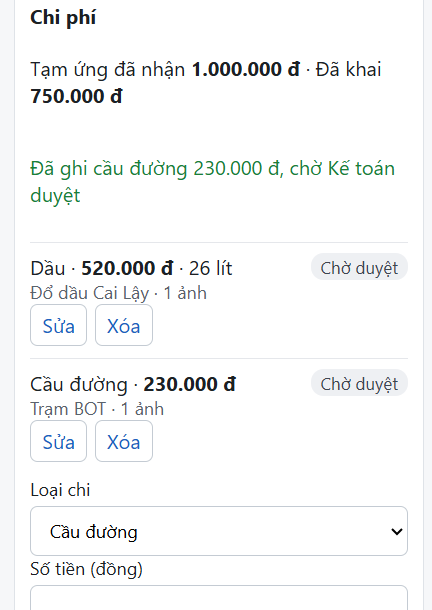 Chi phí
Tạm ứng đã nhận 1.000.000 đ · Đã khai
750.000 đ
Đã ghi cầu đường 230.000 đ, chờ Kế toán
duyệt
Dầu · 520.000 đ · 26 lít
Chờ duyệt
Đổ dầu Cai Lậy · 1 ảnh
Sửa
Xóa
Cầu đường · 230.000 đ
Chờ duyệt
Trạm BOT · 1 ảnh
Sửa
Xóa
Loại chi
Cầu đường
Số tiền (đồng)